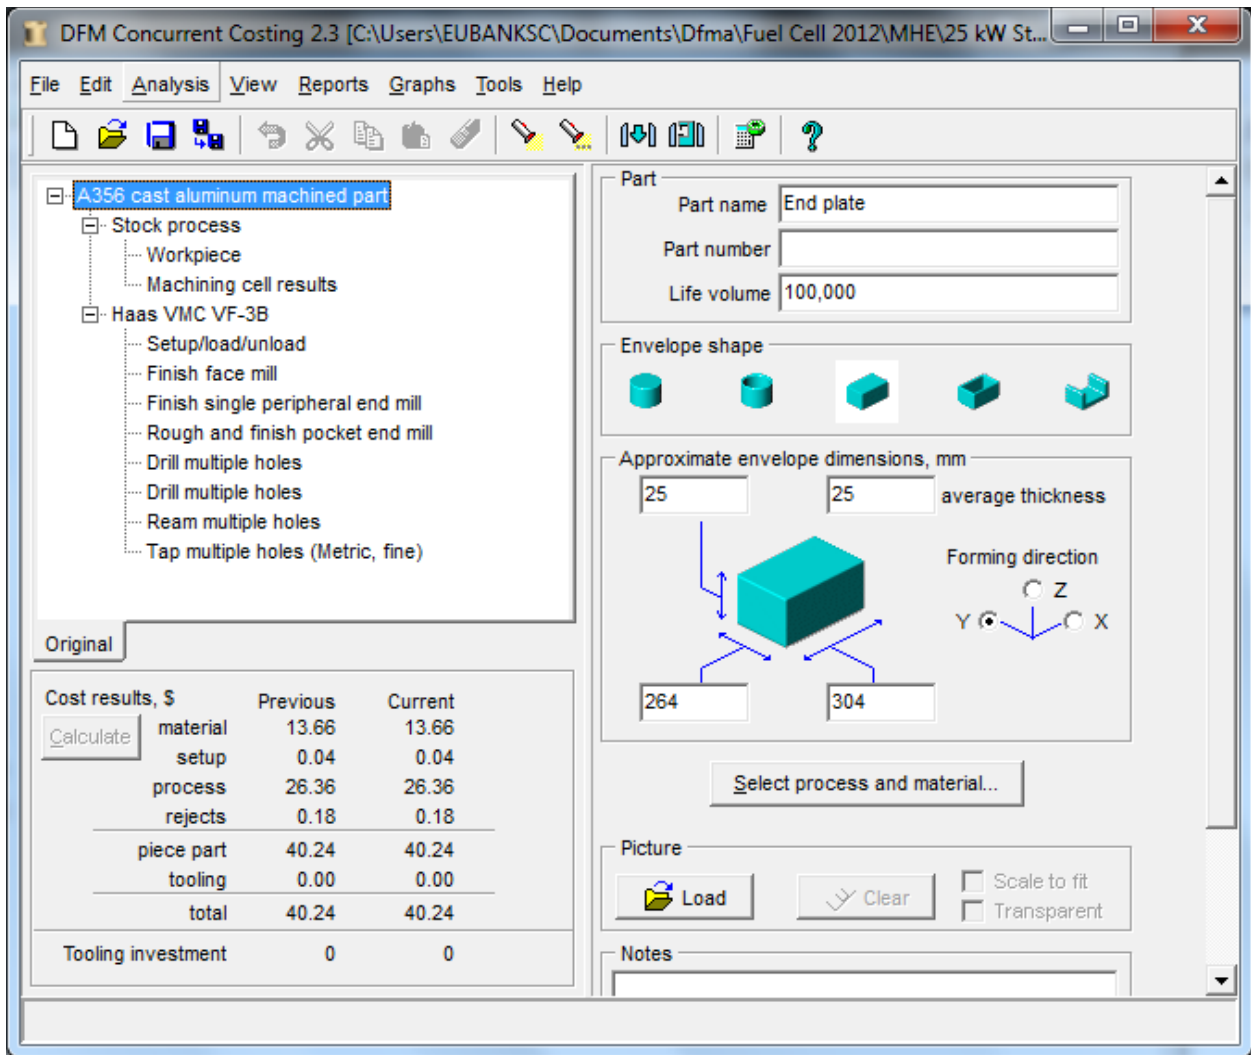 DFM Concurrent Costing 2.3 [C:\Users\EUBANKSC\Documents\Dfma\Fuel Cell 2012\MHE\25 kW St...
File Edit Analysis View Reports Graphs Tools Help
A356 cast aluminum machined part
Stock process
Workpiece
Machining cell results
Haas VMC VF-3B
Setup/load/unload
Finish face mill
Finish single peripheral end mill
Rough and finish pocket end mill
Drill multiple holes
Drill multiple holes
Ream multiple holes
Tap multiple holes (Metric, fine)
Original
Cost results, $ Previous Current
Calculate
material 13.66 13.66
setup 0.04 0.04
process 26.36 26.36
rejects 0.18 0.18
piece part 40.24 40.24
tooling 0.00 0.00
total 40.24 40.24
Tooling investment 0 0
Part
Part name End plate
Part number
Life volume 100,000
Envelope shape
Approximate envelope dimensions, mm
25 25 average thickness
Forming direction
Z
Y X
264 304
Select process and material...
Picture
Load Clear Scale to fit
Transparent
Notes